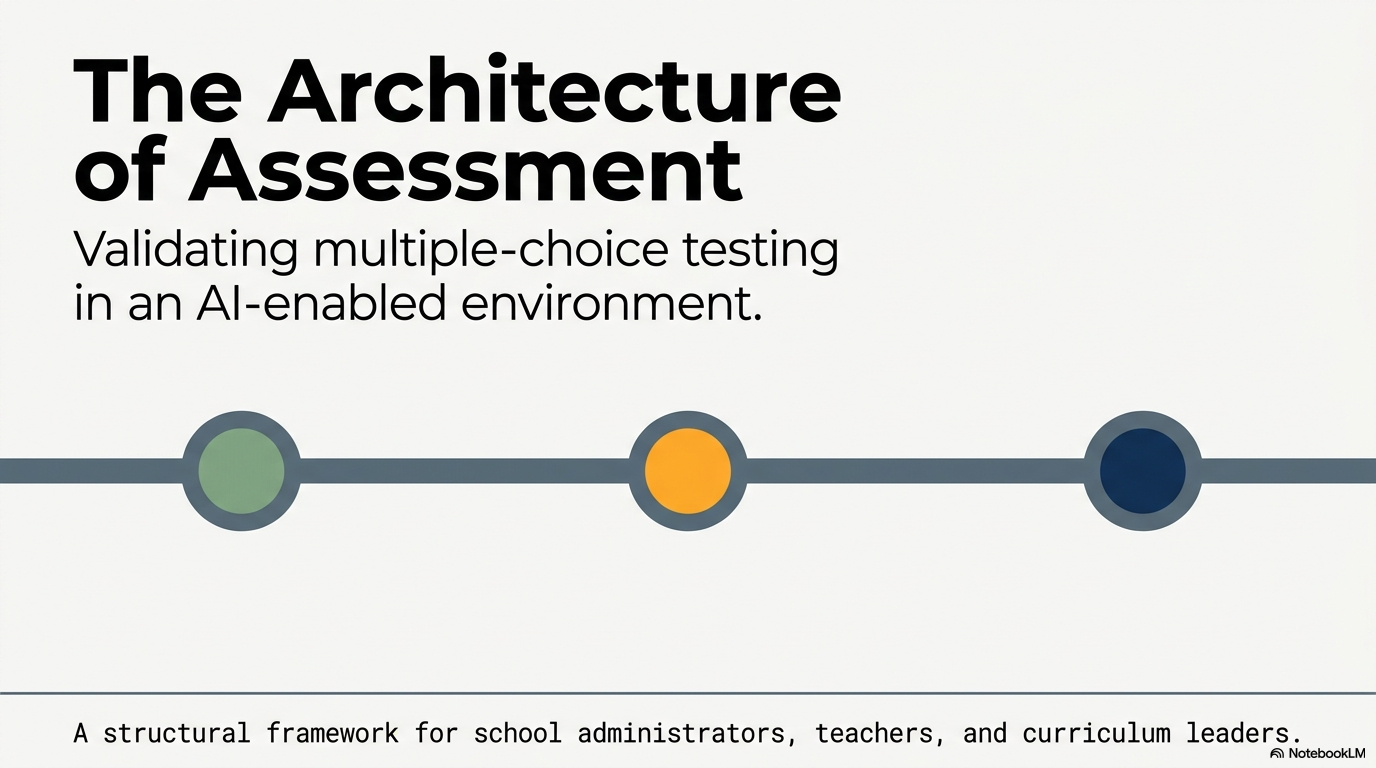 The Architecture
of Assessment
Validating multiple-choice testing
in an AI-enabled environment.
A structural framework for school administrators, teachers, and curriculum leaders.
NotebookLM